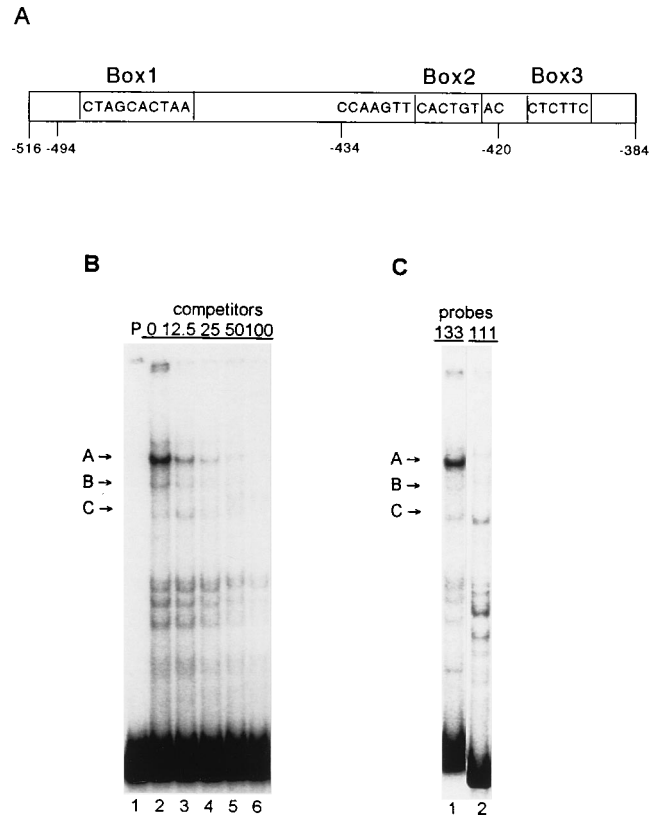 A
Box1 Box2 Box3
CTAGCACTAA CCAAGTT CACTGT AC CTCTTC
-516 -494 -434 -420 -384
B C
competitors probes
P 0 12.5 25 50 100 133 111
A → A →
B → B →
C → C →
1 2 3 4 5 6 1 2